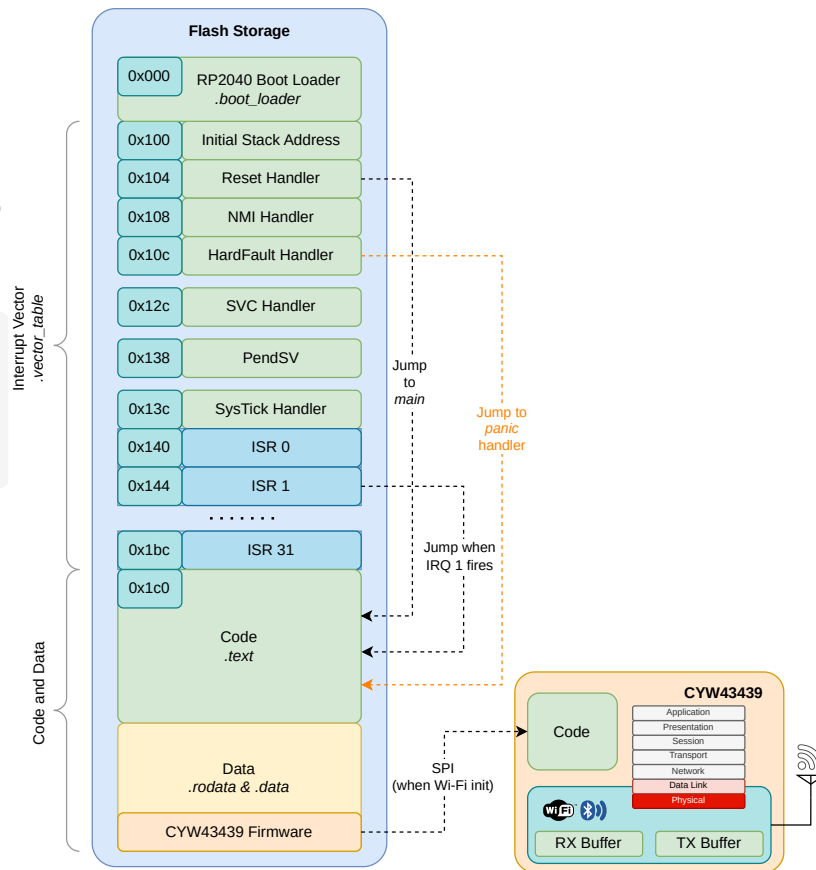 Flash Storage
0x000
RP2040 Boot Loader
.boot_loader
0x100
Initial Stack Address
0x104
Reset Handler
0x108
NMI Handler
0x10c
HardFault Handler
0x12c
SVC Handler
0x138
PendSV
0x13c
SysTick Handler
0x140
ISR 0
0x144
ISR 1
.......
0x1bc
ISR 31
0x1c0
Code
.text
Data
.rodata & .data
CYW43439 Firmware
Interrupt Vector
.vector_table
Code and Data
Jump
to
main
Jump to
panic
handler
Jump when
IRQ 1 fires
SPI
(when Wi-Fi init)
CYW43439
Code
Application
Presentation
Session
Transport
Network
Data Link
Physical
Wi Fi
RX Buffer
TX Buffer